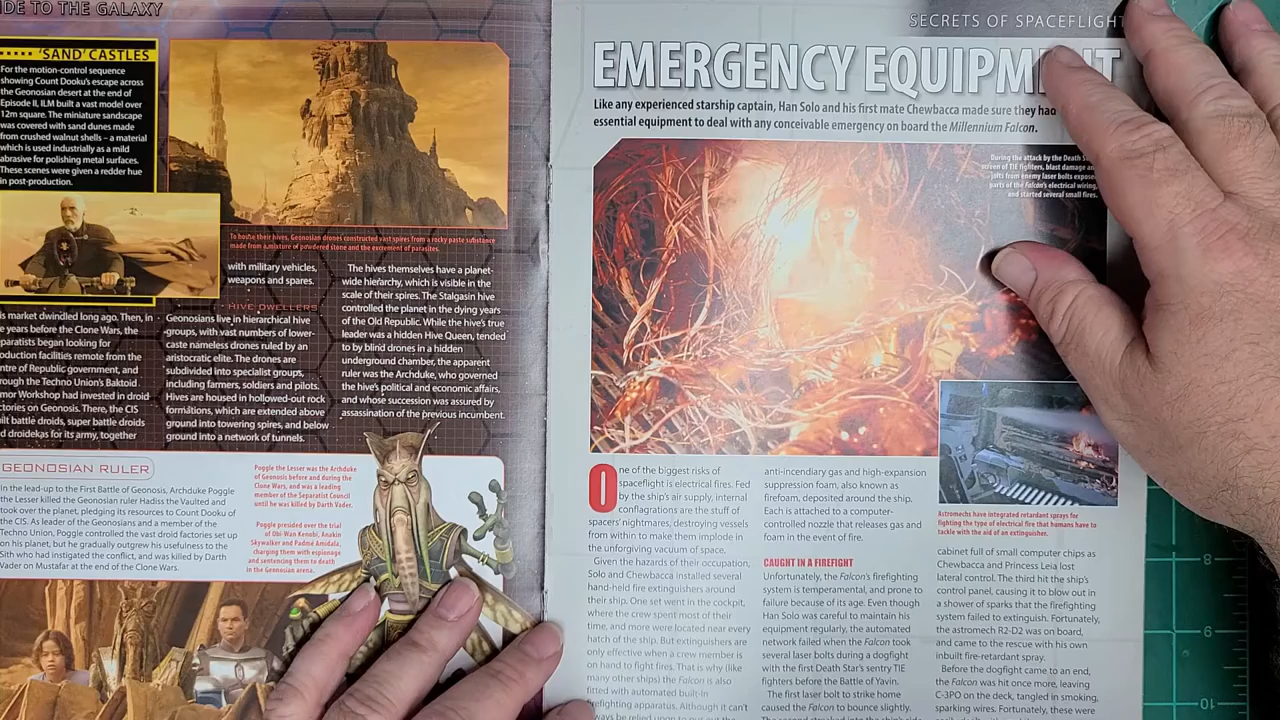 IDE TO THE GALAXY
'SAND' CASTLES
For the motion-control sequence
showing Count Dooku's escape across
the Geonosian desert at the end of
Episode II, ILM built a vast model over
12m square. The miniature landscape
was covered with sand dunes made
from crushed walnut shells – a material
which is used industrially as a mild
abrasive for polishing metal surfaces.
These scenes were given a redder hue
in post-production.
To house their hives, Geonosian drones constructed vast spires from a rocky paste substance
made from a mixture of powdered stone and the excrement of parasites.
is market dwindled long ago. Then, in
e years before the Clone Wars, the
paratists began looking for
oduction facilities remote from the
ntre of Republic government, and
rough the Techno Union's Baktoid
mor Workshop had invested in droid
ctories on Geonosis. There, the CIS
uilt battle droids, super battle droids
d droidekas for its army, together
with military vehicles,
weapons and spares.
HIVE DWELLERS
Geonosians live in hierarchical hive
groups, with vast numbers of lower-
caste nameless drones ruled by an
aristocratic elite. The drones are
subdivided into specialist groups,
including farmers, soldiers and pilots.
Hives are housed in hollowed-out rock
formations, which are extended above
ground into towering spires, and below
ground into a network of tunnels.
The hives themselves have a planet-
wide hierarchy, which is visible in the
scale of their spires. The Stalgasin hive
controlled the planet in the dying years
of the Old Republic. While the hive's true
leader was a hidden Hive Queen, tended
to by blind drones in a hidden
underground chamber, the apparent
ruler was the Archduke, who governed
the hive's political and economic affairs,
and whose succession was assured by
assassination of the previous incumbent.
GEONOSIAN RULER
In the lead-up to the First Battle of Geonosis, Archduke Poggle
the Lesser killed the Geonosian ruler Hadiss the Vaulted and
took over the planet, pledging its resources to Count Dooku of
the CIS. As leader of the Geonosians and a member of the
Techno Union, Poggle controlled the vast droid factories set up
on his planet, but he gradually outgrew his usefulness to the
Sith who had instigated the conflict, and was killed by Darth
Vader on Mustafar at the end of the Clone Wars.
Poggle the Lesser was the Archduke
of Geonosis before and during the
Clone Wars, and was a leading
member of the Separatist Council
until he was killed by Darth Vader.
Poggle presided over the trial
of Obi-Wan Kenobi, Anakin
Skywalker and Padmé Amidala,
charging them with espionage
and sentencing them to death
in the Geonosian arena.
SECRETS OF SPACEFLIGHT
EMERGENCY EQUIPMENT
Like any experienced starship captain, Han Solo and his first mate Chewbacca made sure they had
essential equipment to deal with any conceivable emergency on board the Millennium Falcon.
During the attack by the Death S
screen of TIE fighters, blast damage an
bolts from enemy laser bolts expose
parts of the Falcon's electrical wiring,
and started several small fires.
One of the biggest risks of
spaceflight is electrical fires. Fed
by the ship's air supply, internal
conflagrations are the stuff of
spacers' nightmares, destroying vessels
from within to make them implode in
the unforgiving vacuum of space.
Given the hazards of their occupation,
Solo and Chewbacca installed several
hand-held fire extinguishers around
their ship. One set went in the cockpit,
where the crew spent most of their
time, and more were located near every
hatch of the ship. But extinguishers are
only effective when a crew member is
on hand to fight fires. That is why (like
many other ships) the Falcon is also
fitted with automated built-in
firefighting apparatus. Although it can't
always be relied upon to put out the
anti-incendiary gas and high-expansion
suppression foam, also known as
firefoam, deposited around the ship.
Each is attached to a computer-
controlled nozzle that releases gas and
foam in the event of fire.
CAUGHT IN A FIREFIGHT
Unfortunately, the Falcon's firefighting
system is temperamental, and prone to
failure because of its age. Even though
Han Solo was careful to maintain his
equipment regularly, the automated
network failed when the Falcon took
several laser bolts during a dogfight
with the first Death Star's sentry TIE
fighters before the Battle of Yavin.
The first laser bolt to strike home
caused the Falcon to bounce slightly.
Astromechs have integrated retardant sprays for
fighting the type of electrical fire that humans have to
tackle with the aid of an extinguisher.
cabinet full of small computer chips as
Chewbacca and Princess Leia lost
lateral control. The third hit the ship's
control panel, causing it to blow out in
a shower of sparks that the firefighting
system failed to extinguish. Fortunately,
the astromech R2-D2 was on board,
and came to the rescue with his own
inbuilt fire-retardant spray.
Before the dogfight came to an end,
the Falcon was hit once more, leaving
C-3PO on the deck, tangled in smoking,
sparking wires. Fortunately, these were
8
9
10